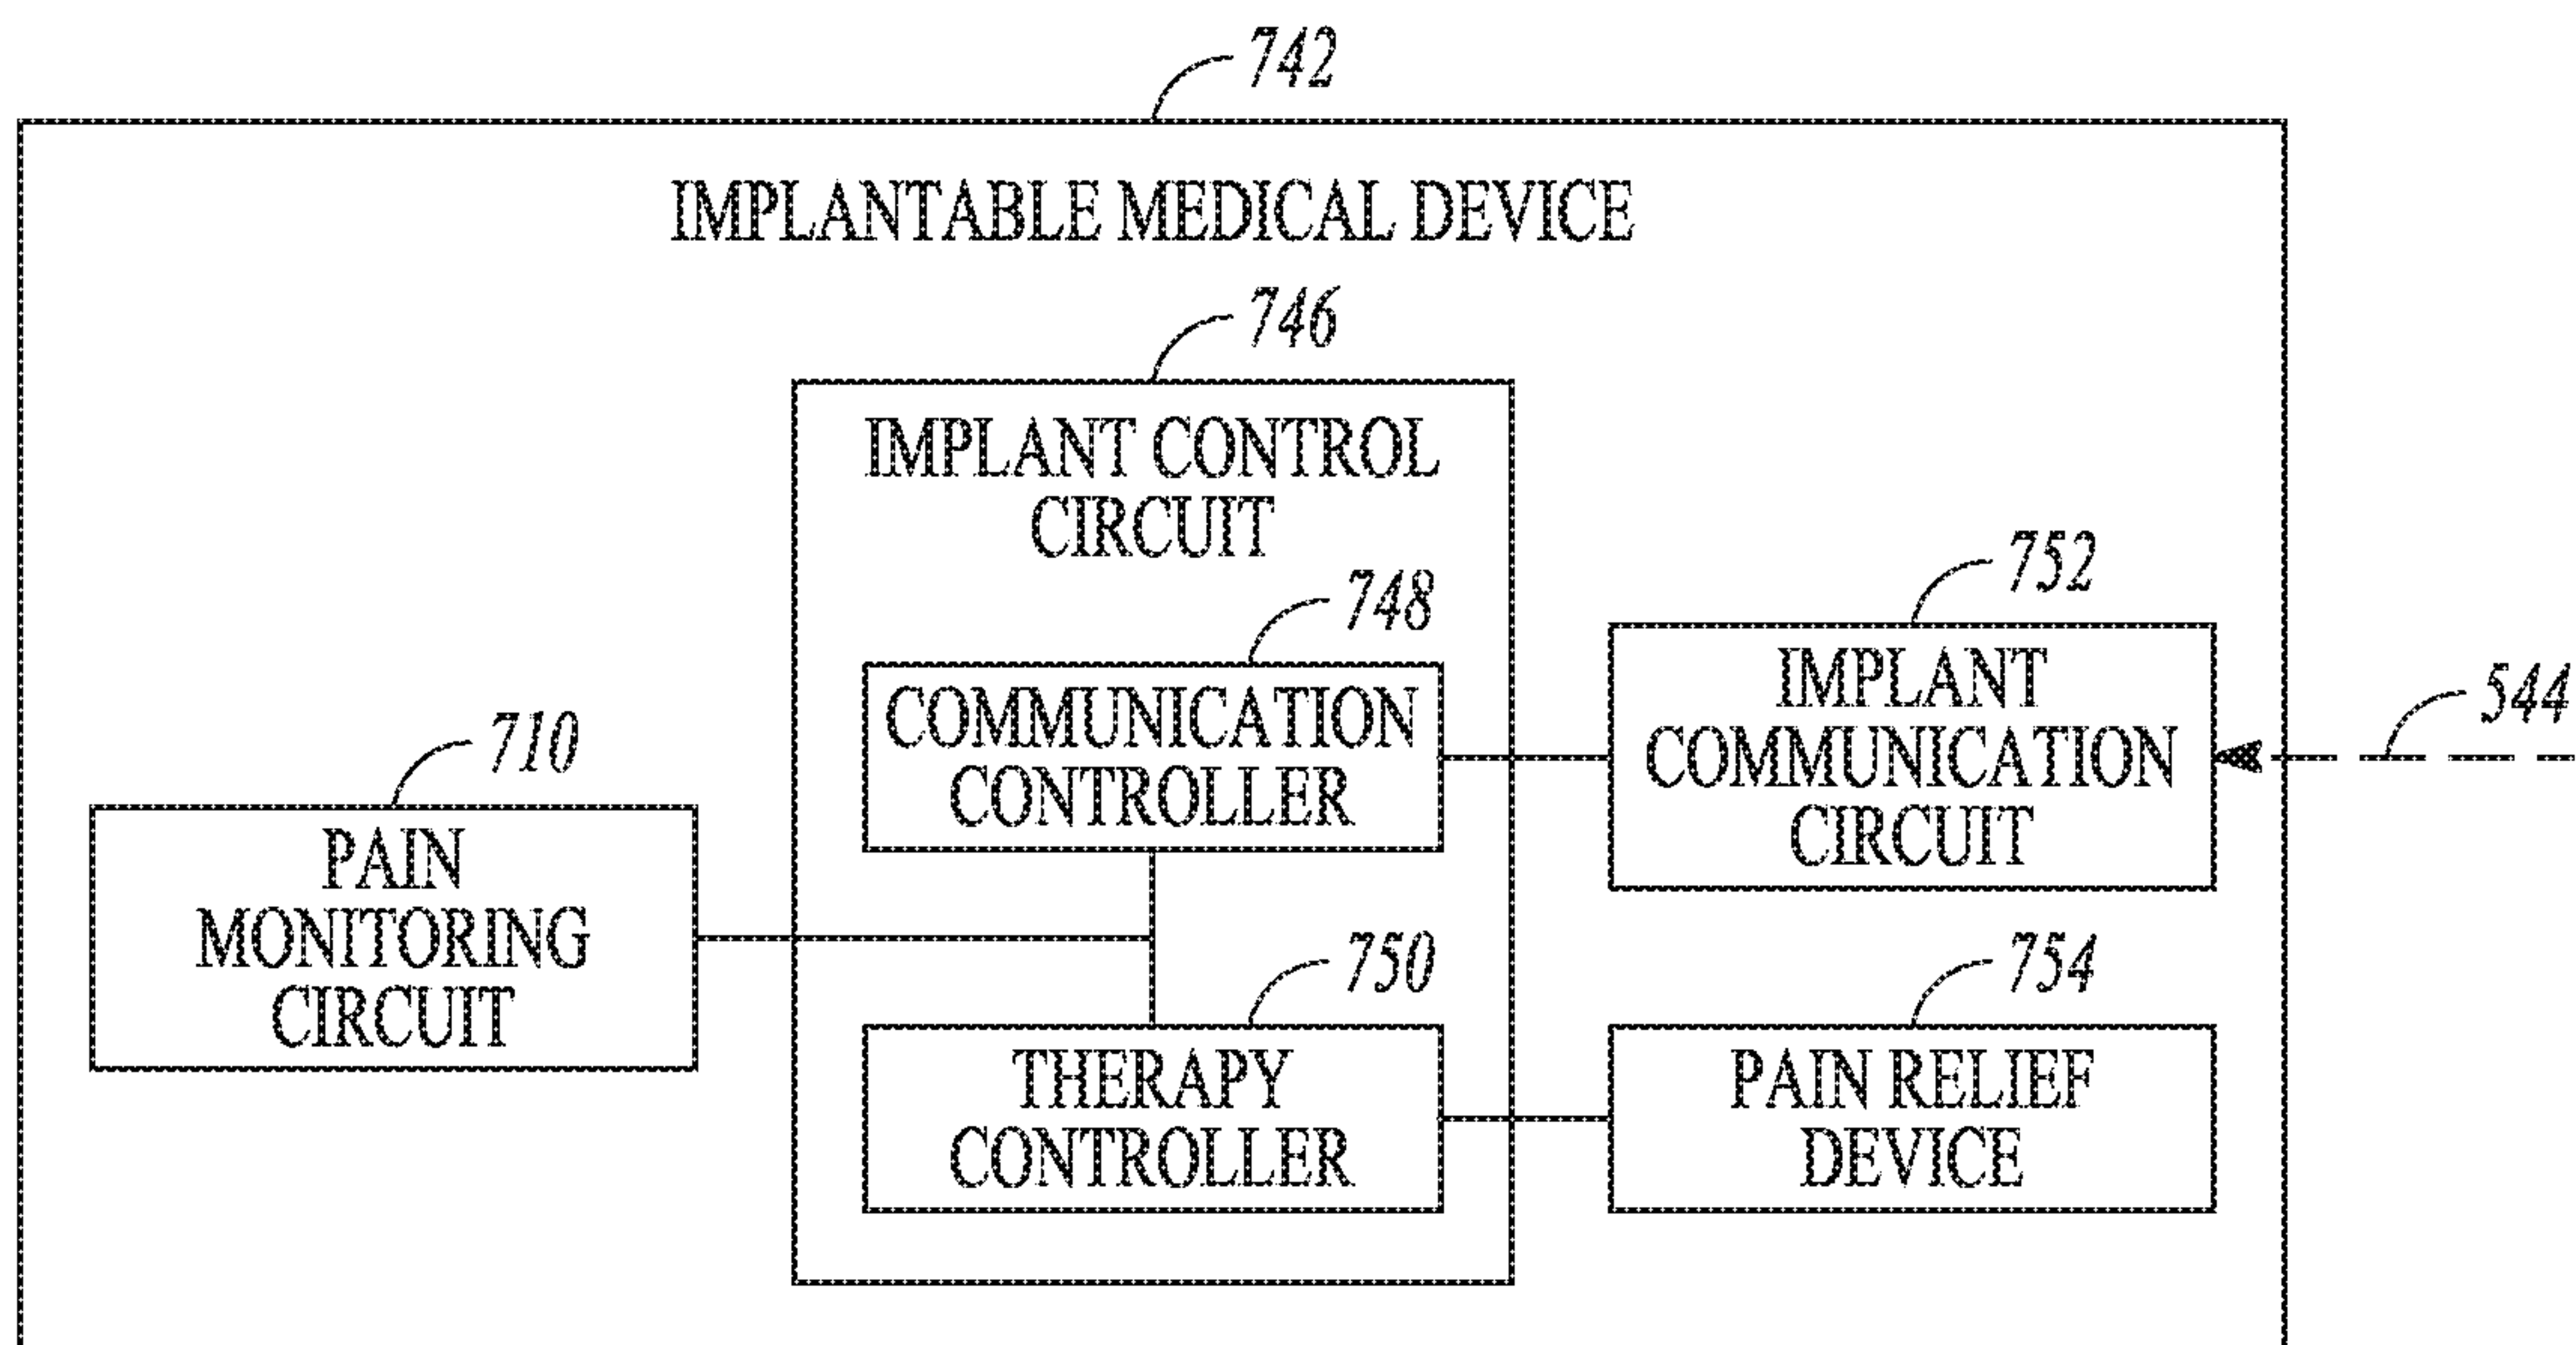 742
IMPLANTABLE MEDICAL DEVICE
746
IMPLANT CONTROL
CIRCUIT
748
COMMUNICATION
CONTROLLER
752
IMPLANT
COMMUNICATION
CIRCUIT
544
710
PAIN
MONITORING
CIRCUIT
750
THERAPY
CONTROLLER
754
PAIN RELIEF
DEVICE